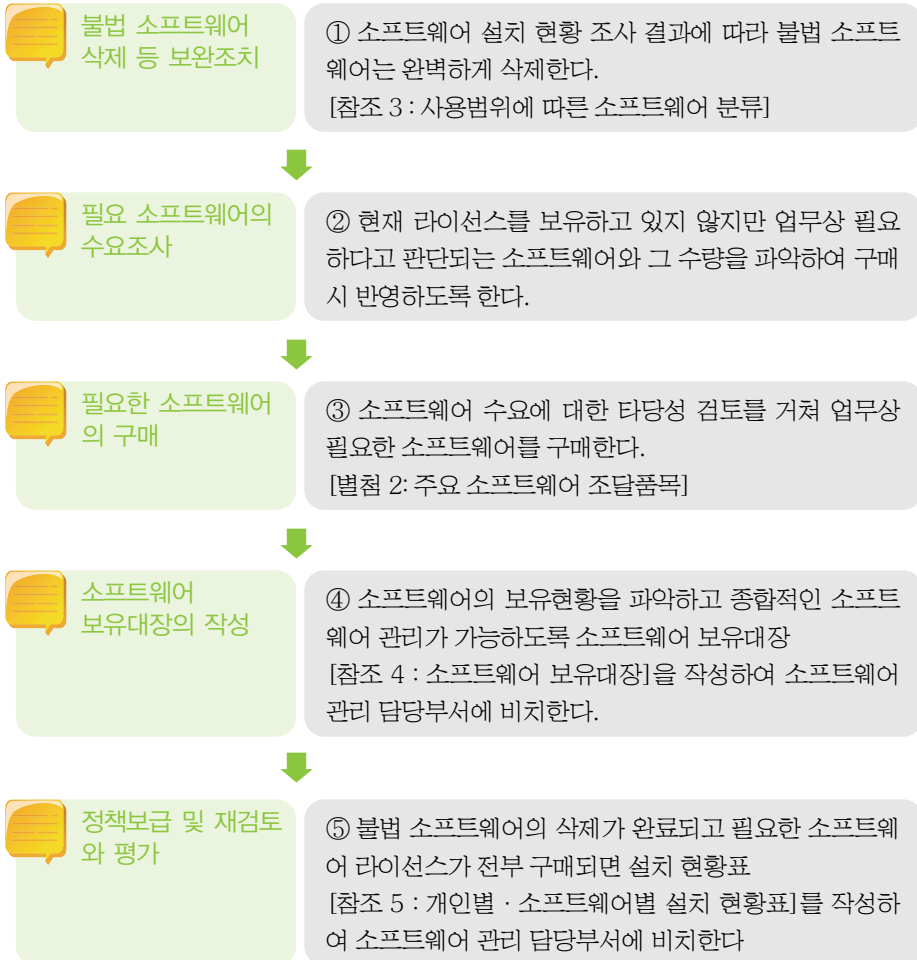 불법 소프트웨어
삭제 등 보완조치
① 소프트웨어 설치 현황 조사 결과에 따라 불법 소프트
웨어는 완벽하게 삭제한다.
[참조 3 : 사용범위에 따른 소프트웨어 분류]
필요 소프트웨어의
수요조사
② 현재 라이선스를 보유하고 있지 않지만 업무상 필요
하다고 판단되는 소프트웨어와 그 수량을 파악하여 구매
시 반영하도록 한다.
필요한 소프트웨어
의 구매
③ 소프트웨어 수요에 대한 타당성 검토를 거쳐 업무상
필요한 소프트웨어를 구매한다.
[별첨 2: 주요 소프트웨어 조달품목]
소프트웨어
보유대장의 작성
④ 소프트웨어의 보유현황을 파악하고 종합적인 소프트
웨어 관리가 가능하도록 소프트웨어 보유대장
[참조 4 : 소프트웨어 보유대장]을 작성하여 소프트웨어
관리 담당부서에 비치한다.
정책보급 및 재검토
와 평가
⑤ 불법 소프트웨어의 삭제가 완료되고 필요한 소프트웨
어 라이선스가 전부 구매되면 설치 현황표
[참조 5 : 개인별 · 소프트웨어별 설치 현황표]를 작성하
여 소프트웨어 관리 담당부서에 비치한다